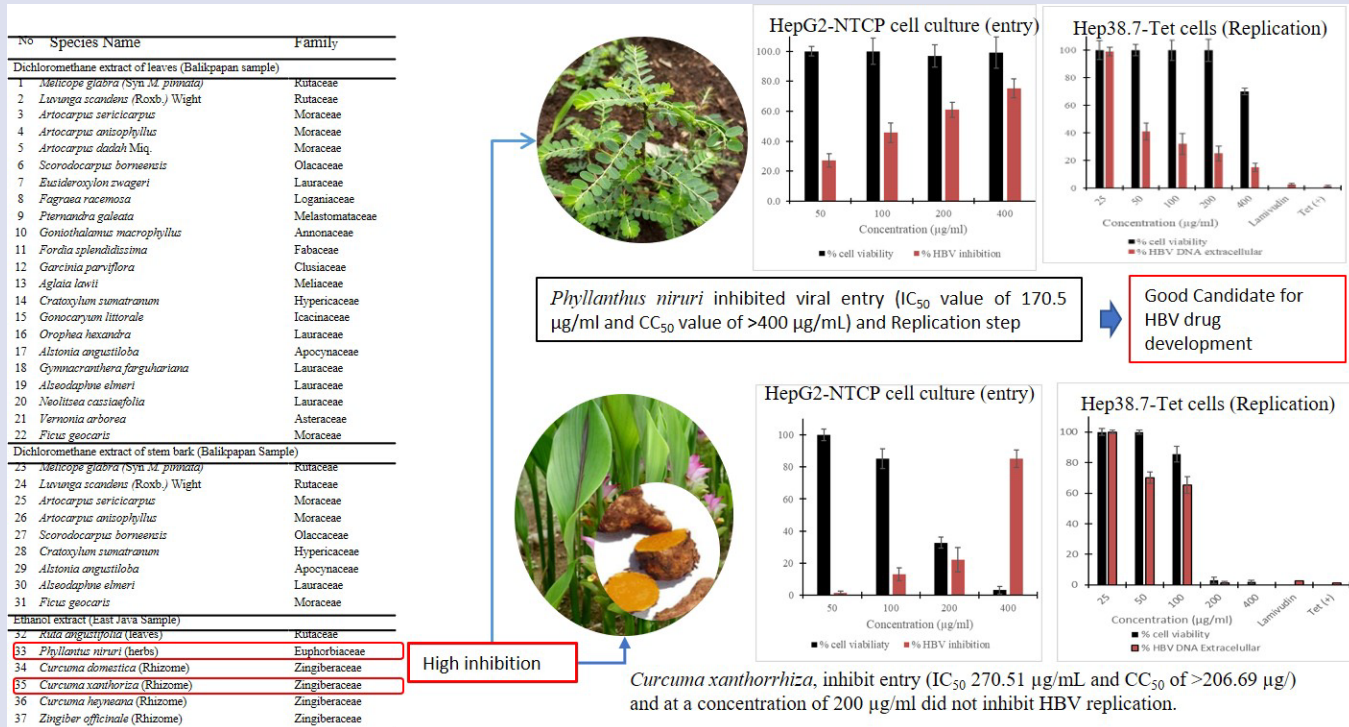 No Species Name Family
Dichloromethane extract of leaves (Balikpapan sample)
1 Melicope glabra (Syn M. pinnata) Rutaceae
2 Luvunga scandens (Roxb.) Wight Rutaceae
3 Artocarpus sericicarpus Moraceae
4 Artocarpus anisophyllus Moraceae
5 Artocarpus dadah Miq. Moraceae
6 Scorodocarpus borneensis Olacaceae
7 Eusideroxylon zwageri Lauraceae
8 Fagraea racemosa Loganiaceae
9 Pternandra galeata Melastomataceae
10 Goniothalamus macrophyllus Annonaceae
11 Fordia splendidissima Fabaceae
12 Garcinia parviflora Clusiaceae
13 Aglaia lawii Meliaceae
14 Cratoxylum sumatranum Hypericaceae
15 Gonocaryum littorale Icacinaceae
16 Orophea hexandra Lauraceae
17 Alstonia angustiloba Apocynaceae
18 Gymnacranthera farguhariana Lauraceae
19 Alseodaphne elmeri Lauraceae
20 Neolitsea cassiaefolia Lauraceae
21 Vernonia arborea Asteraceae
22 Ficus geocaris Moraceae
Dichloromethane extract of stem bark (Balikpapan Sample)
23 Melicope glabra (Syn M. pinnata) Rutaceae
24 Luvunga scandens (Roxb.) Wight Rutaceae
25 Artocarpus sericicarpus Moraceae
26 Artocarpus anisophyllus Moraceae
27 Scorodocarpus borneensis Olaccaceae
28 Cratoxylum sumatranum Hypericaceae
29 Alstonia angustiloba Apocynaceae
30 Alseodaphne elmeri Lauraceae
31 Ficus geocaris Moraceae
Ethanol extract (East Java Sample)
32 Ruta angustifolia (leaves) Rutaceae
33 Phyllantus niruri (herbs) Euphorbiaceae
34 Curcuma domestica (Rhizome) Zingiberaceae
35 Curcuma xanthoriza (Rhizome) Zingiberaceae
36 Curcuma heyneana (Rhizome) Zingiberaceae
37 Zingiber officinale (Rhizome) Zingiberaceae
High inhibition
HepG2-NTCP cell culture (entry)
100.0
80.0
60.0
40.0
20.0
0.0
50 100 200 400
Concentration (µg/ml)
% cell viability % HBV inhibition
Hep38.7-Tet cells (Replication)
100
80
60
40
20
0
25 50 100 200 400 Lamivudin Tet (+)
Concentration (µg/ml)
% cell viability
% HBV DNA extracellular
Phyllanthus niruri inhibited viral entry (IC50 value of 170.5
µg/ml and CC50 value of >400 µg/mL) and Replication step
Good Candidate for
HBV drug
development
HepG2-NTCP cell culture (entry)
100
80
60
40
20
0
50 100 200 400
Concentration (µg/ml)
% cell viabiliaty % HBV inhibition
Hep38.7-Tet cells (Replication)
100
80
60
40
20
0
25 50 100 200 400 Lamivudin Tet (+)
Concentration (µg/ml)
% cell viability
% HBV DNA Extracellular
Curcuma xanthorrhiza, inhibit entry (IC50 270.51 µg/mL and CC50 of >206.69 µg/)
and at a concentration of 200 µg/ml did not inhibit HBV replication.